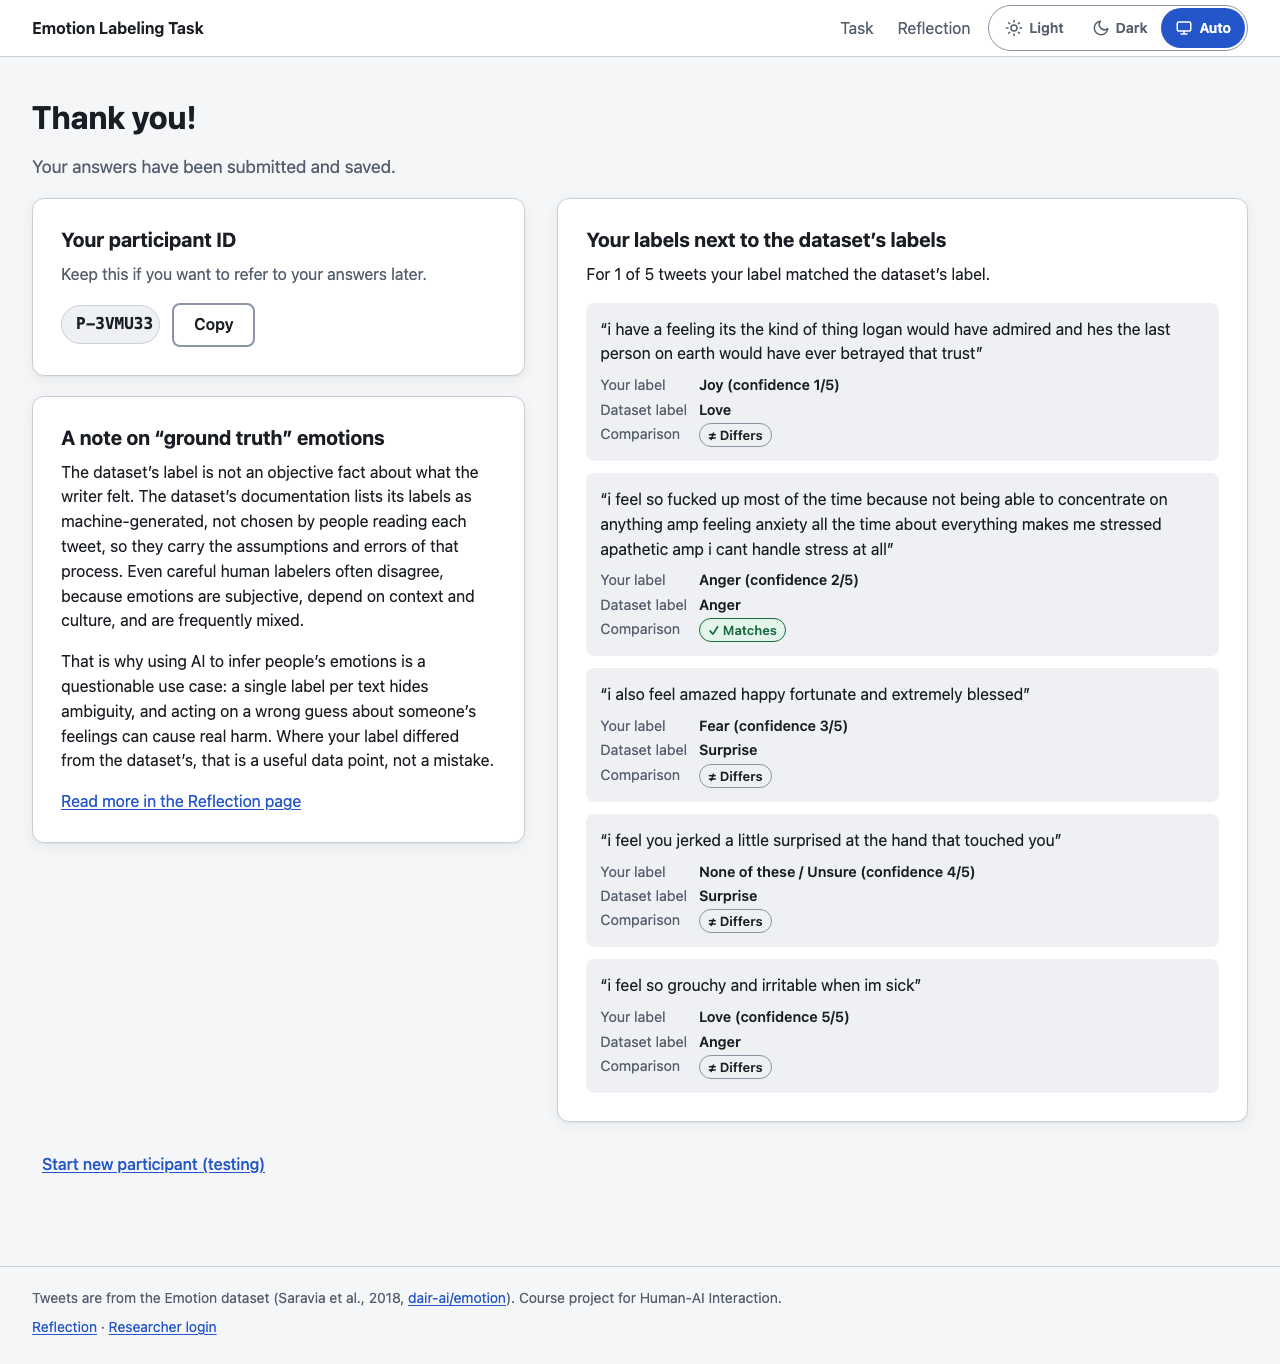 Emotion Labeling Task
Task
Reflection
Light
Dark
Auto
Thank you!
Your answers have been submitted and saved.
Your participant ID
Keep this if you want to refer to your answers later.
P-3VMU33
Copy
A note on “ground truth” emotions
The dataset’s label is not an objective fact about what the
writer felt. The dataset’s documentation lists its labels as
machine-generated, not chosen by people reading each
tweet, so they carry the assumptions and errors of that
process. Even careful human labelers often disagree,
because emotions are subjective, depend on context and
culture, and are frequently mixed.
That is why using AI to infer people’s emotions is a
questionable use case: a single label per text hides
ambiguity, and acting on a wrong guess about someone’s
feelings can cause real harm. Where your label differed
from the dataset’s, that is a useful data point, not a mistake.
Read more in the Reflection page
Your labels next to the dataset’s labels
For 1 of 5 tweets your label matched the dataset’s label.
“i have a feeling its the kind of thing logan would have admired and hes the last
person on earth would have ever betrayed that trust”
Your label Joy (confidence 1/5)
Dataset label Love
Comparison ≠ Differs
“i feel so fucked up most of the time because not being able to concentrate on
anything amp feeling anxiety all the time about everything makes me stressed
apathetic amp i cant handle stress at all”
Your label Anger (confidence 2/5)
Dataset label Anger
Comparison ✓ Matches
“i also feel amazed happy fortunate and extremely blessed”
Your label Fear (confidence 3/5)
Dataset label Surprise
Comparison ≠ Differs
“i feel you jerked a little surprised at the hand that touched you”
Your label None of these / Unsure (confidence 4/5)
Dataset label Surprise
Comparison ≠ Differs
“i feel so grouchy and irritable when im sick”
Your label Love (confidence 5/5)
Dataset label Anger
Comparison ≠ Differs
Start new participant (testing)
Tweets are from the Emotion dataset (Saravia et al., 2018, dair-ai/emotion). Course project for Human-AI Interaction.
Reflection · Researcher login